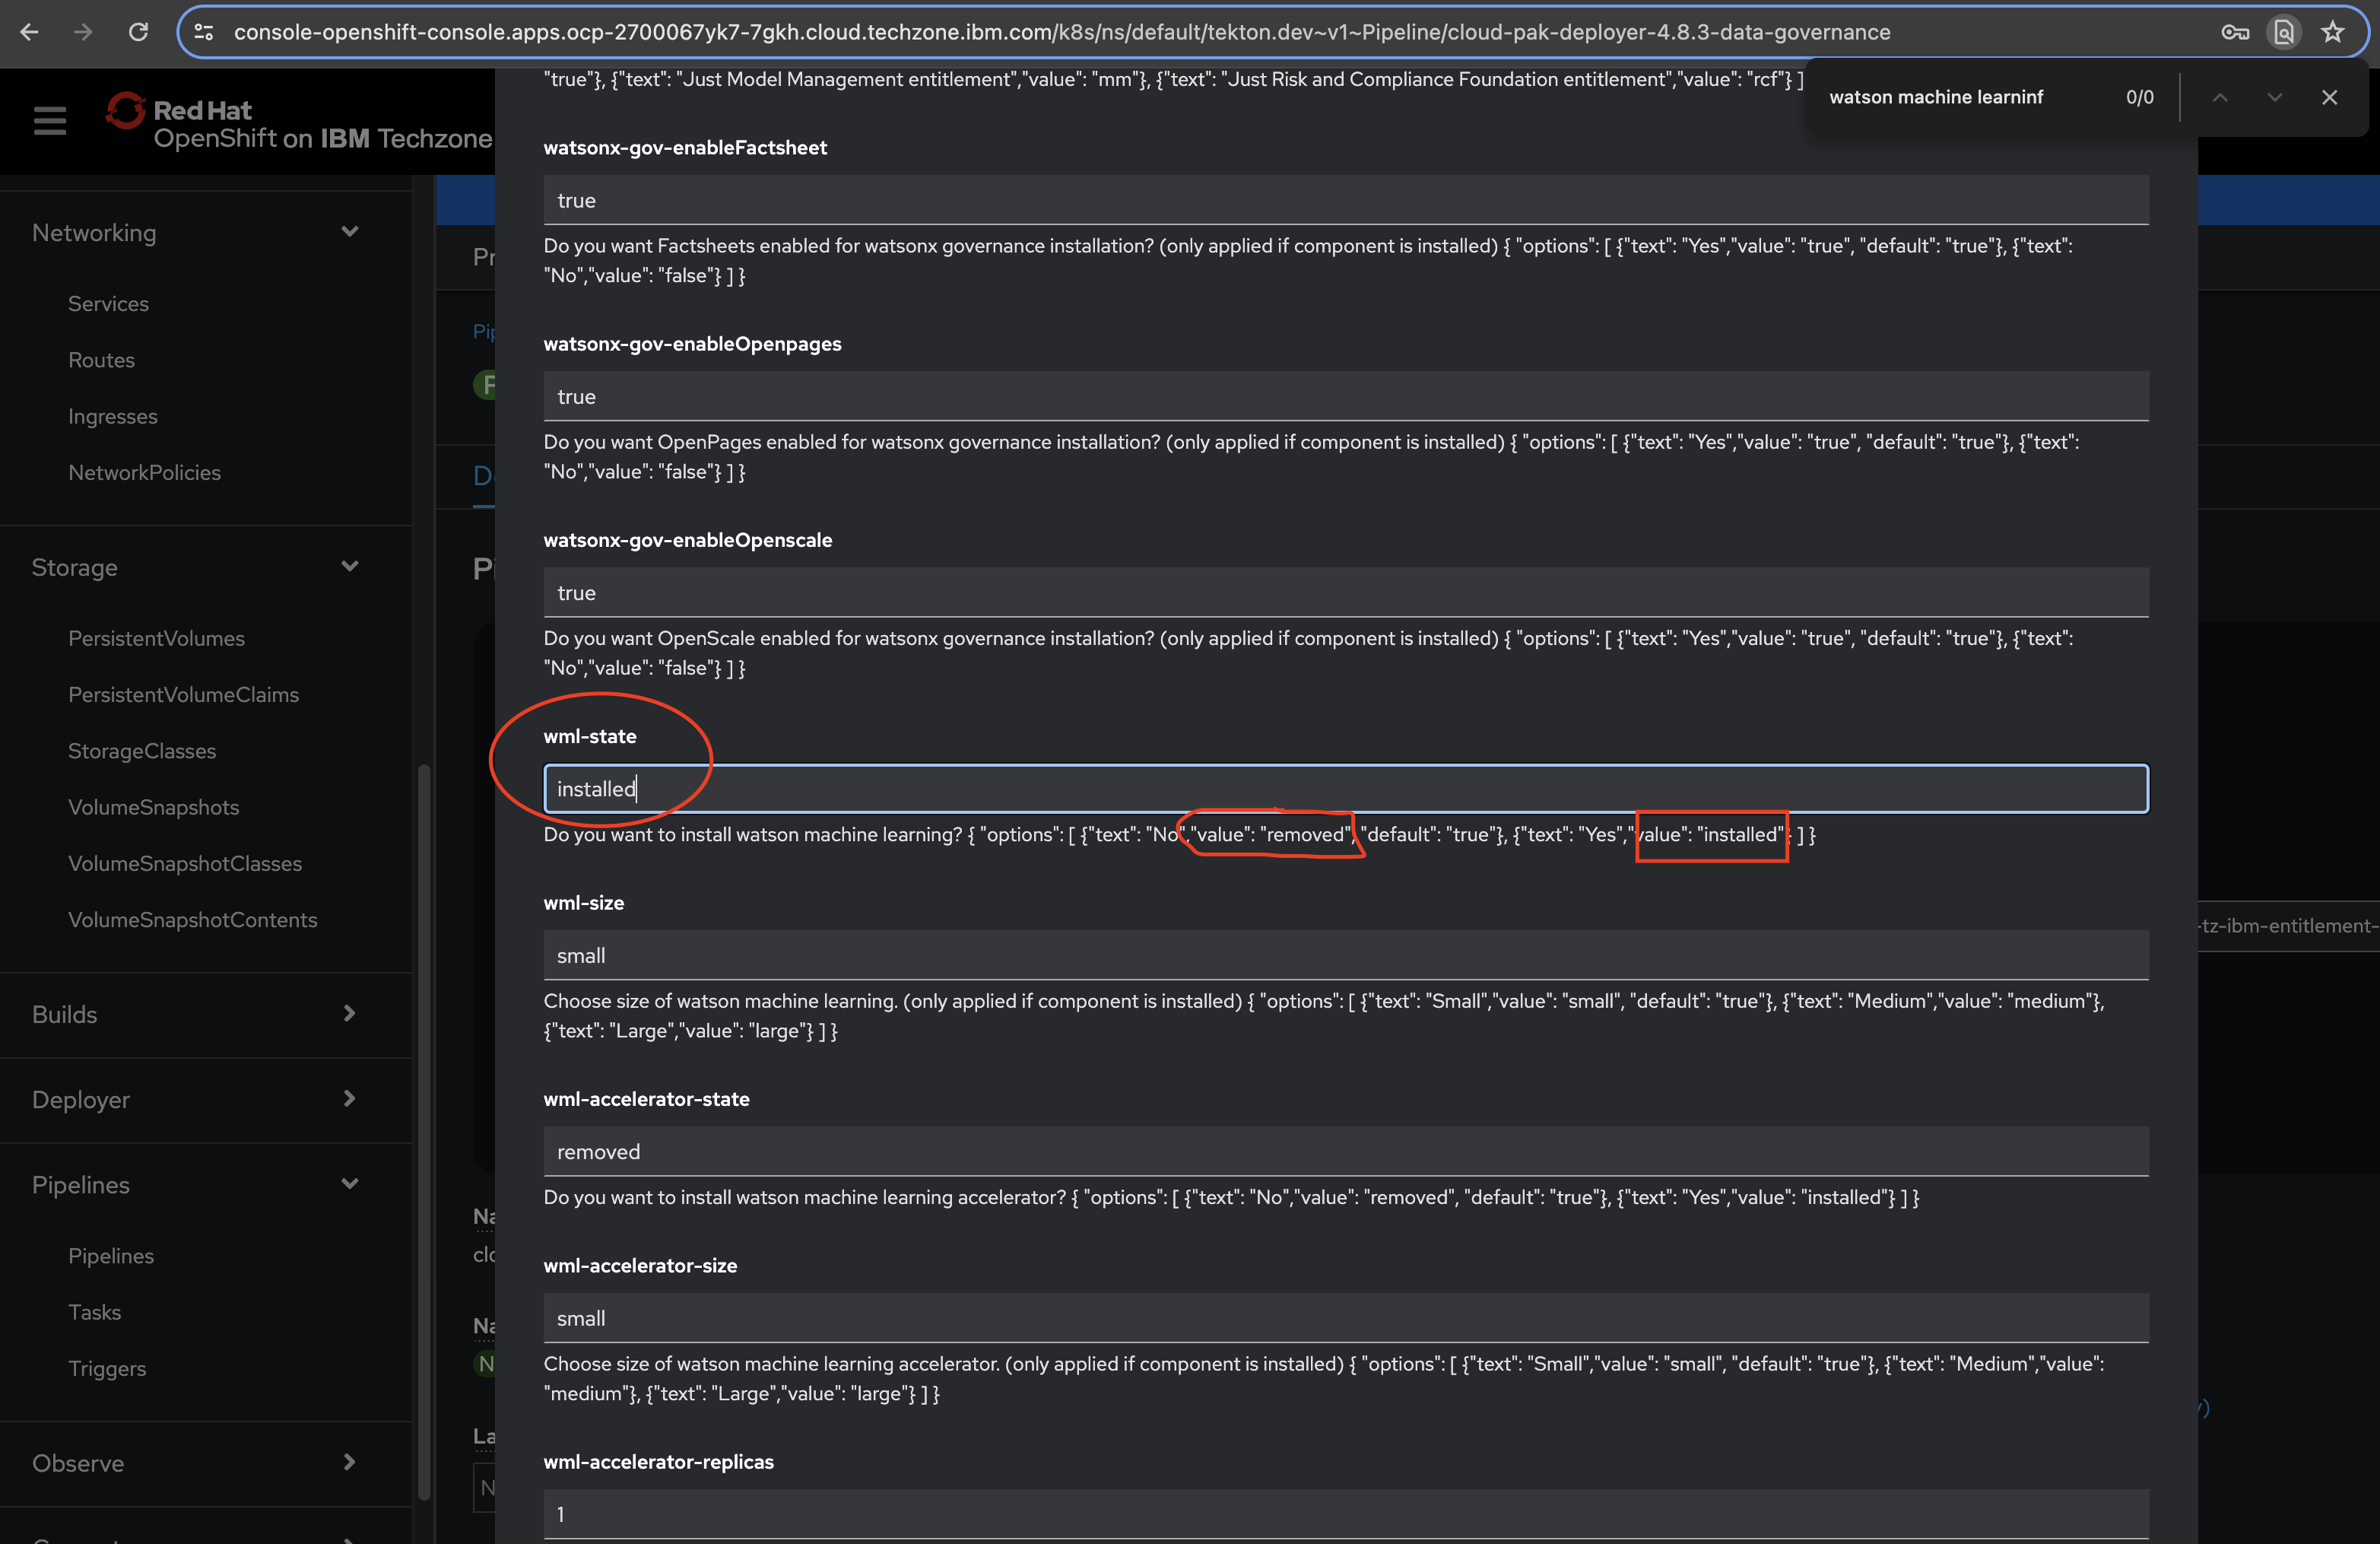 console-openshift-console.apps.ocp-2700067yk7-7gkh.cloud.techzone.ibm.com/k8s/ns/default/tekton.dev~v1~Pipeline/cloud-pak-deployer-4.8.3-data-governance
watson machine learninf
0/0
Red Hat
OpenShift on IBM Techzone
Networking
Services
Routes
Ingresses
NetworkPolicies
Storage
PersistentVolumes
PersistentVolumeClaims
StorageClasses
VolumeSnapshots
VolumeSnapshotClasses
VolumeSnapshotContents
Builds
Deployer
Pipelines
Pipelines
Tasks
Triggers
Observe
"true"}, {"text": "Just Model Management entitlement","value": "mm"}, {"text": "Just Risk and Compliance Foundation entitlement","value": "rcf"} ]
watsonx-gov-enableFactsheet
true
Do you want Factsheets enabled for watsonx governance installation? (only applied if component is installed) { "options": [ {"text": "Yes","value": "true", "default": "true"}, {"text":
"No","value": "false"} ] }
watsonx-gov-enableOpenpages
true
Do you want OpenPages enabled for watsonx governance installation? (only applied if component is installed) { "options": [ {"text": "Yes","value": "true", "default": "true"}, {"text":
"No","value": "false"} ] }
watsonx-gov-enableOpenscale
true
Do you want OpenScale enabled for watsonx governance installation? (only applied if component is installed) { "options": [ {"text": "Yes","value": "true", "default": "true"}, {"text":
"No","value": "false"} ] }
wml-state
installed
Do you want to install watson machine learning? { "options": [ {"text": "No","value": "removed", "default": "true"}, {"text": "Yes","value": "installed"} ] }
wml-size
small
Choose size of watson machine learning. (only applied if component is installed) { "options": [ {"text": "Small","value": "small", "default": "true"}, {"text": "Medium","value": "medium"},
{"text": "Large","value": "large"} ] }
wml-accelerator-state
removed
Do you want to install watson machine learning accelerator? { "options": [ {"text": "No","value": "removed", "default": "true"}, {"text": "Yes","value": "installed"} ] }
wml-accelerator-size
small
Choose size of watson machine learning accelerator. (only applied if component is installed) { "options": [ {"text": "Small","value": "small", "default": "true"}, {"text": "Medium","value":
"medium"}, {"text": "Large","value": "large"} ] }
wml-accelerator-replicas
1
-tz-ibm-entitlement-